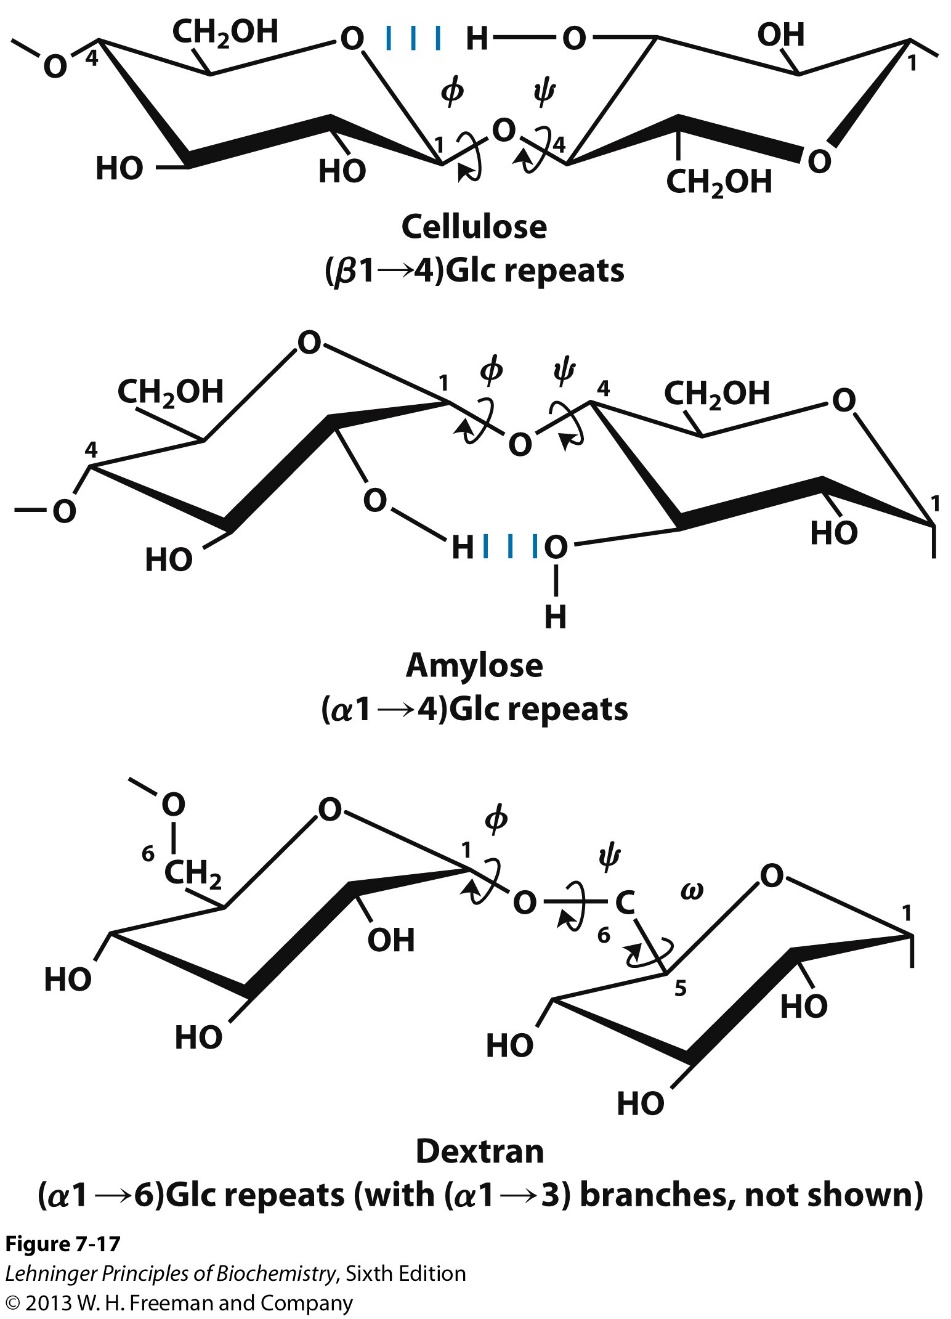 CH₂OH O H O OH
O 4 ϕ ψ 1
HO HO 1 O 4 CH₂OH O
Cellulose
(β1→4)Glc repeats
O
CH₂OH 1 ϕ ψ 4 CH₂OH O
4 O
O O HO 1
HO H O
H
Amylose
(α1→4)Glc repeats
O O ϕ
6 CH₂ 1 ψ
O C ω O 1
HO OH 6 5
HO HO HO
HO
Dextran
(α1→6)Glc repeats (with (α1→3) branches, not shown)
Figure 7-17
Lehninger Principles of Biochemistry, Sixth Edition
© 2013 W. H. Freeman and Company